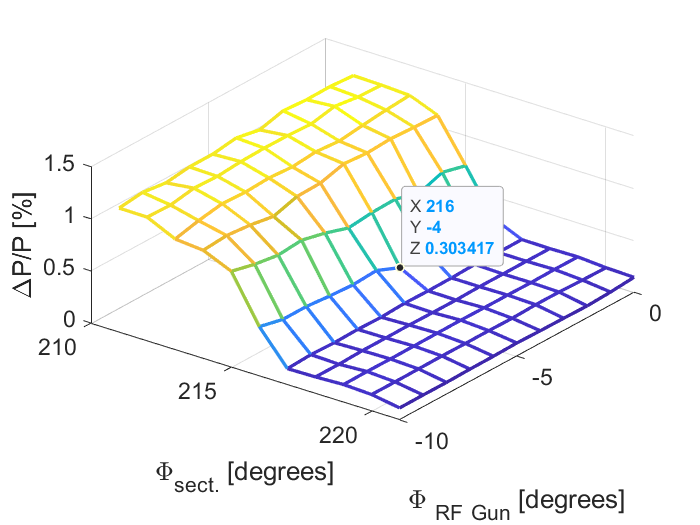 1.5
1
0.5
0
ΔP/P [%]
X 216
Y -4
Z 0.303417
210
215
220
0
-5
-10
Φsect. [degrees]
Φ RF Gun [degrees]